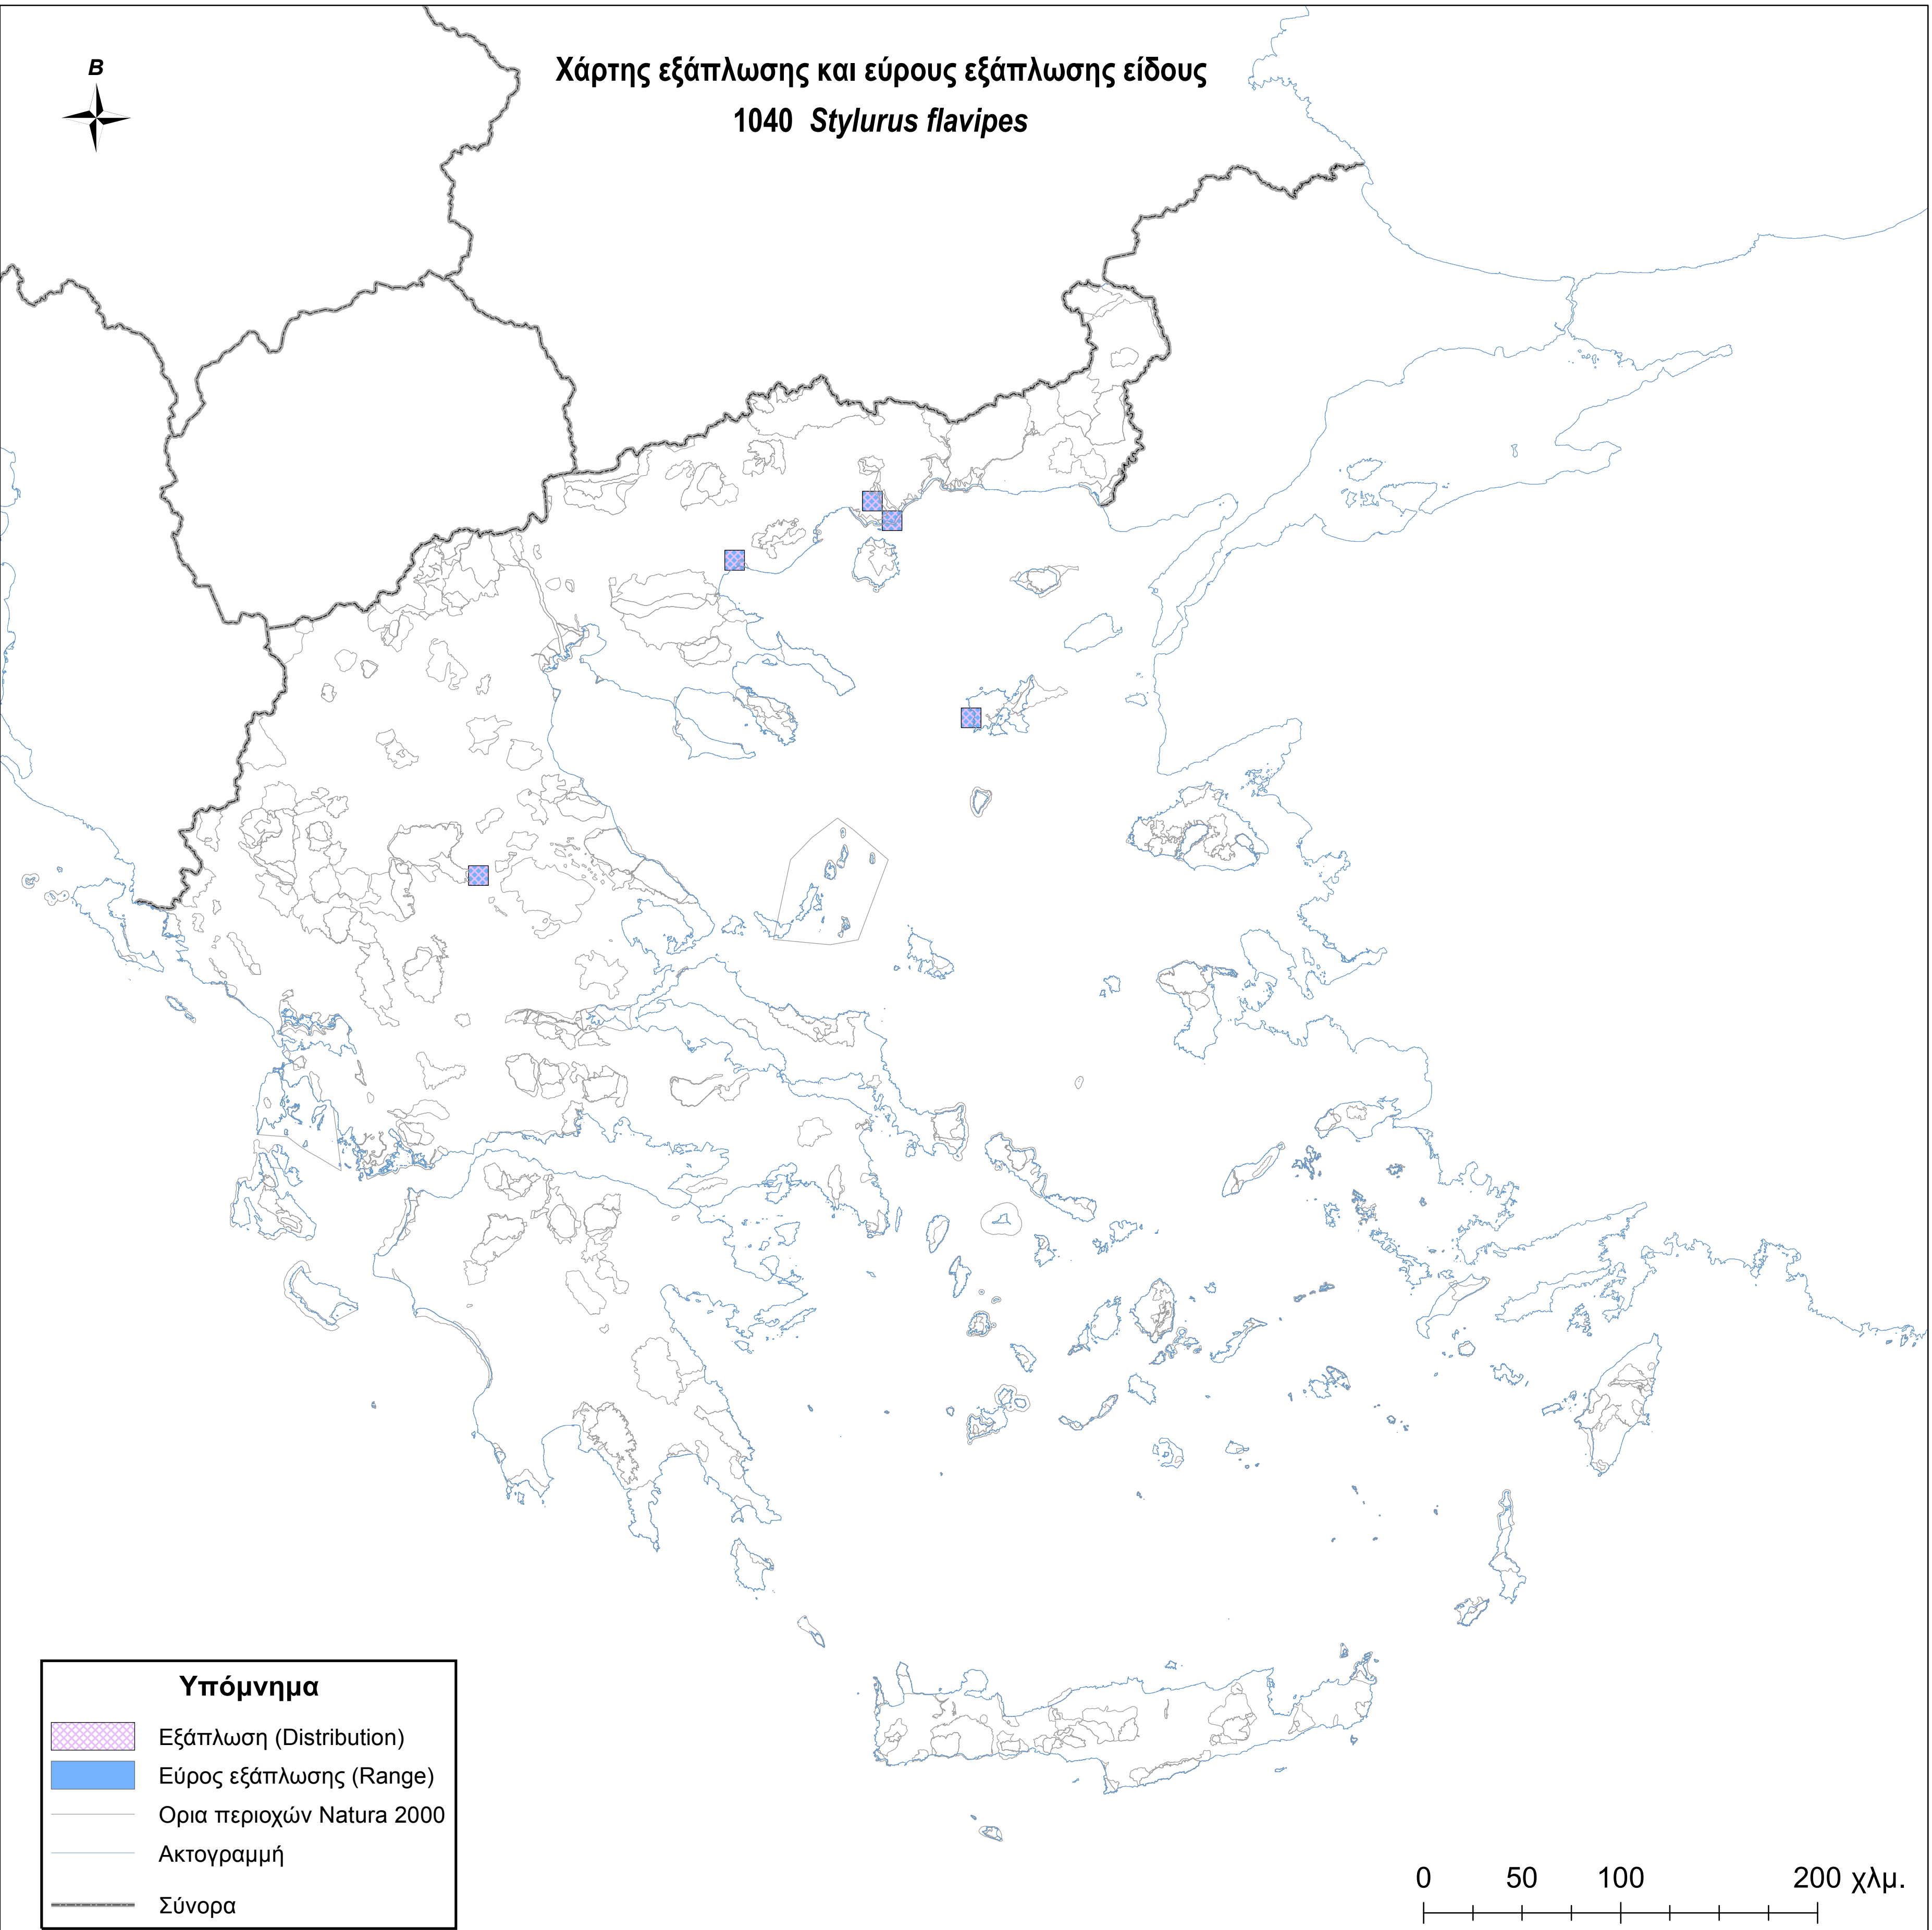 B
Χάρτης εξάπλωσης και εύρους εξάπλωσης είδους
1040 Stylurus flavipes
Υπόμνημα
Εξάπλωση (Distribution)
Εύρος εξάπλωσης (Range)
Ορια περιοχών Natura 2000
Ακτογραμμή
Σύνορα
0 50 100 200 χλμ.